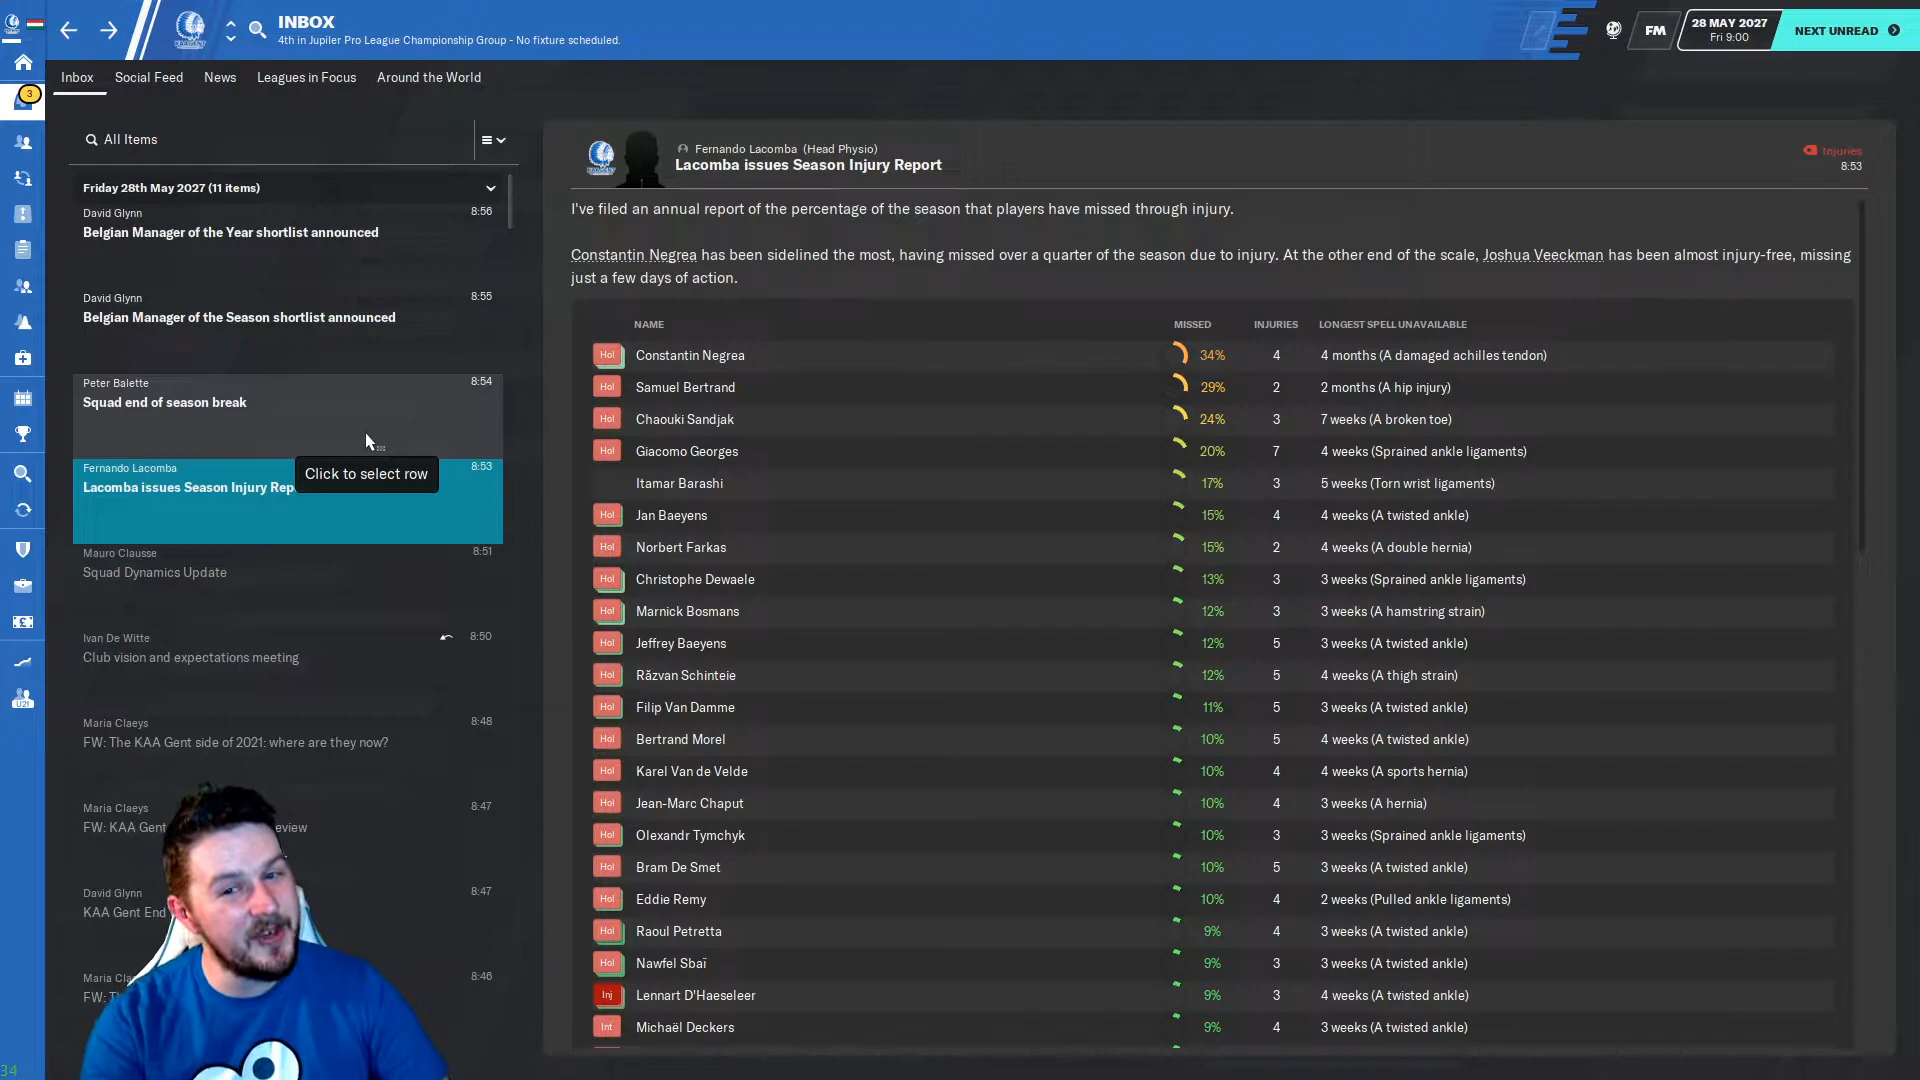 INBOX
4th in Jupiler Pro League Championship Group - No fixture scheduled.
FM
28 MAY 2027
Fri 9:00
NEXT UNREAD
Inbox
Social Feed
News
Leagues in Focus
Around the World
3
All Items
Friday 28th May 2027 (11 items)
David Glynn
8:56
Belgian Manager of the Year shortlist announced
David Glynn
8:55
Belgian Manager of the Season shortlist announced
Peter Balette
8:54
Squad end of season break
Fernando Lacomba
8:53
Lacomba issues Season Injury Rep
Click to select row
Mauro Clausse
8:51
Squad Dynamics Update
Ivan De Witte
8:50
Club vision and expectations meeting
Maria Claeys
8:48
FW: The KAA Gent side of 2021: where are they now?
Maria Claeys
8:47
FW: KAA Gent
eview
David Glynn
8:47
KAA Gent End
Maria Cla
8:46
FW: T
U21
34
Fernando Lacomba (Head Physio)
Lacomba issues Season Injury Report
Injuries
8:53
I've filed an annual report of the percentage of the season that players have missed through injury.
Constantin Negrea has been sidelined the most, having missed over a quarter of the season due to injury. At the other end of the scale, Joshua Veeckman has been almost injury-free, missing
just a few days of action.
NAME MISSED INJURIES LONGEST SPELL UNAVAILABLE
Hol Constantin Negrea 34% 4 4 months (A damaged achilles tendon)
Hol Samuel Bertrand 29% 2 2 months (A hip injury)
Hol Chaouki Sandjak 24% 3 7 weeks (A broken toe)
Hol Giacomo Georges 20% 7 4 weeks (Sprained ankle ligaments)
Itamar Barashi 17% 3 5 weeks (Torn wrist ligaments)
Hol Jan Baeyens 15% 4 4 weeks (A twisted ankle)
Hol Norbert Farkas 15% 2 4 weeks (A double hernia)
Hol Christophe Dewaele 13% 3 3 weeks (Sprained ankle ligaments)
Hol Marnick Bosmans 12% 3 3 weeks (A hamstring strain)
Hol Jeffrey Baeyens 12% 5 3 weeks (A twisted ankle)
Hol Răzvan Schinteie 12% 5 4 weeks (A thigh strain)
Hol Filip Van Damme 11% 5 3 weeks (A twisted ankle)
Hol Bertrand Morel 10% 5 4 weeks (A twisted ankle)
Hol Karel Van de Velde 10% 4 4 weeks (A sports hernia)
Hol Jean-Marc Chaput 10% 4 3 weeks (A hernia)
Hol Olexandr Tymchyk 10% 3 3 weeks (Sprained ankle ligaments)
Hol Bram De Smet 10% 5 3 weeks (A twisted ankle)
Hol Eddie Remy 10% 4 2 weeks (Pulled ankle ligaments)
Hol Raoul Petretta 9% 4 3 weeks (A twisted ankle)
Hol Nawfel Sbaï 9% 3 3 weeks (A twisted ankle)
Inj Lennart D'Haeseleer 9% 3 4 weeks (A twisted ankle)
Int Michaël Deckers 9% 4 3 weeks (A twisted ankle)